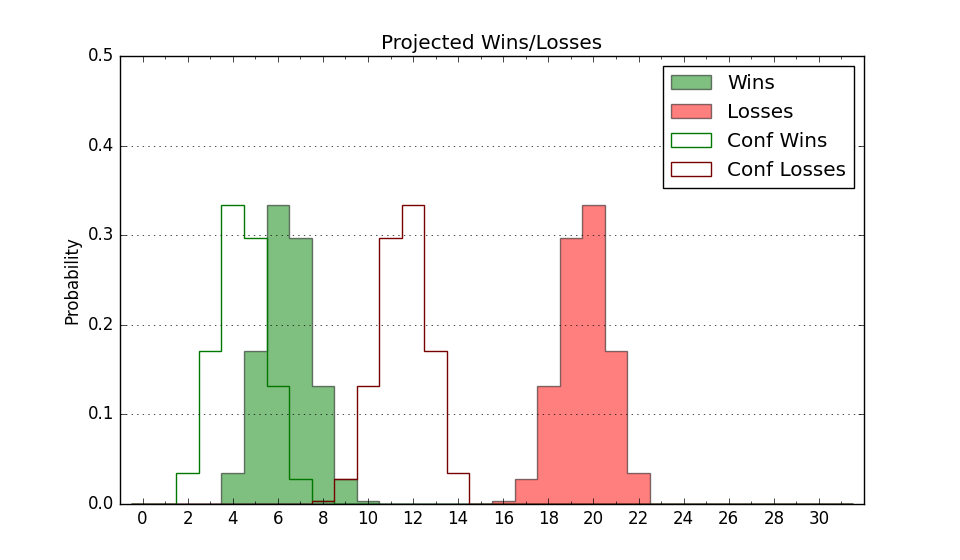 Projected Wins/Losses
0.5
0.4
0.3
0.2
0.1
0.0
Probability
Wins
Losses
Conf Wins
Conf Losses
0 2 4 6 8 10 12 14 16 18 20 22 24 26 28 30